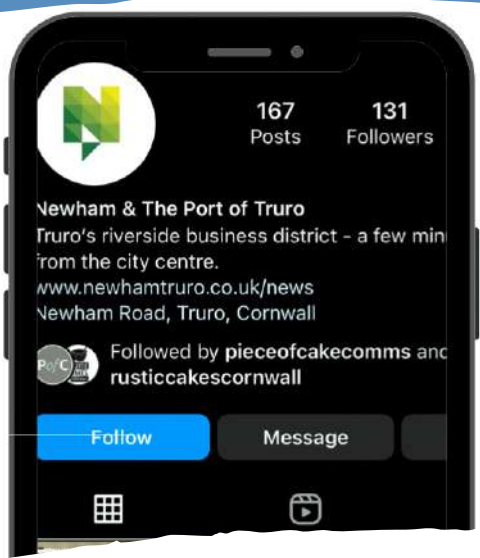 167
131
Posts
Followers
Newham & The Port of Truro
Truro's riverside business district - a few min
from the city centre.
www.newhamtruro.co.uk/news
Newham Road, Truro, Cornwall
PofC
Followed by pieceofcakecomms and
rusticcakescornwall
Follow
Message